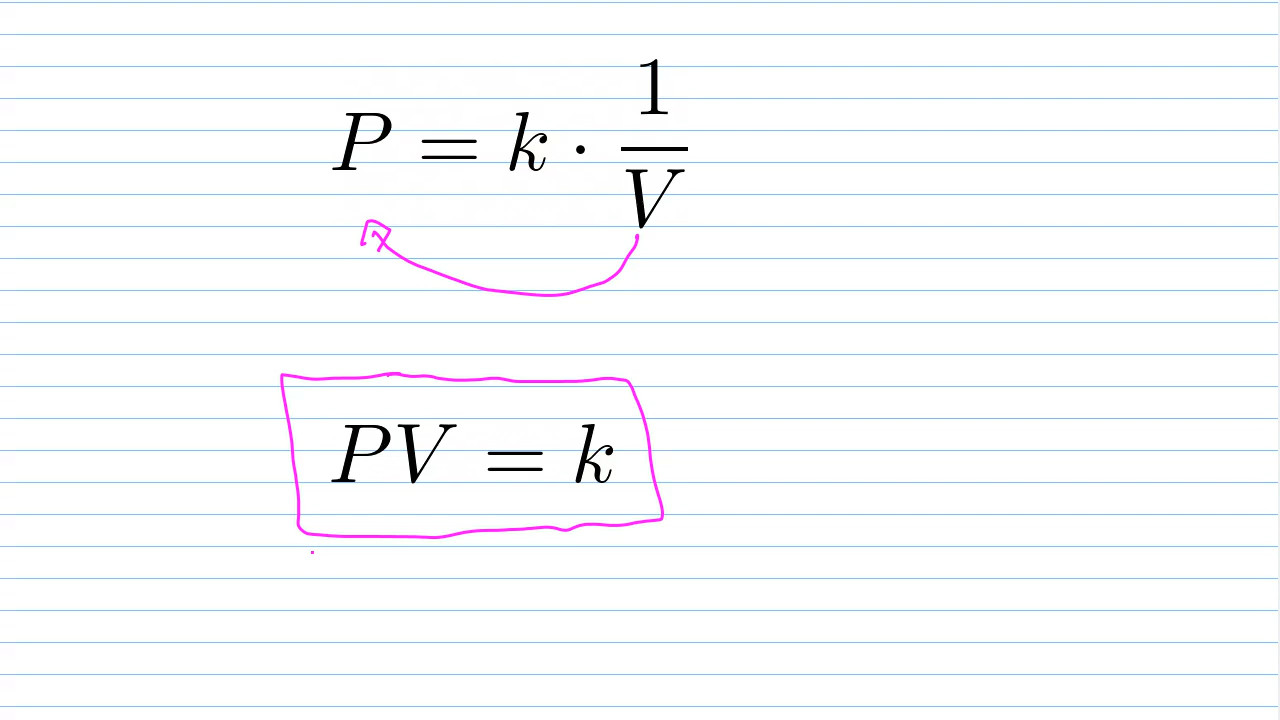 P = k · 1/V
PV = k